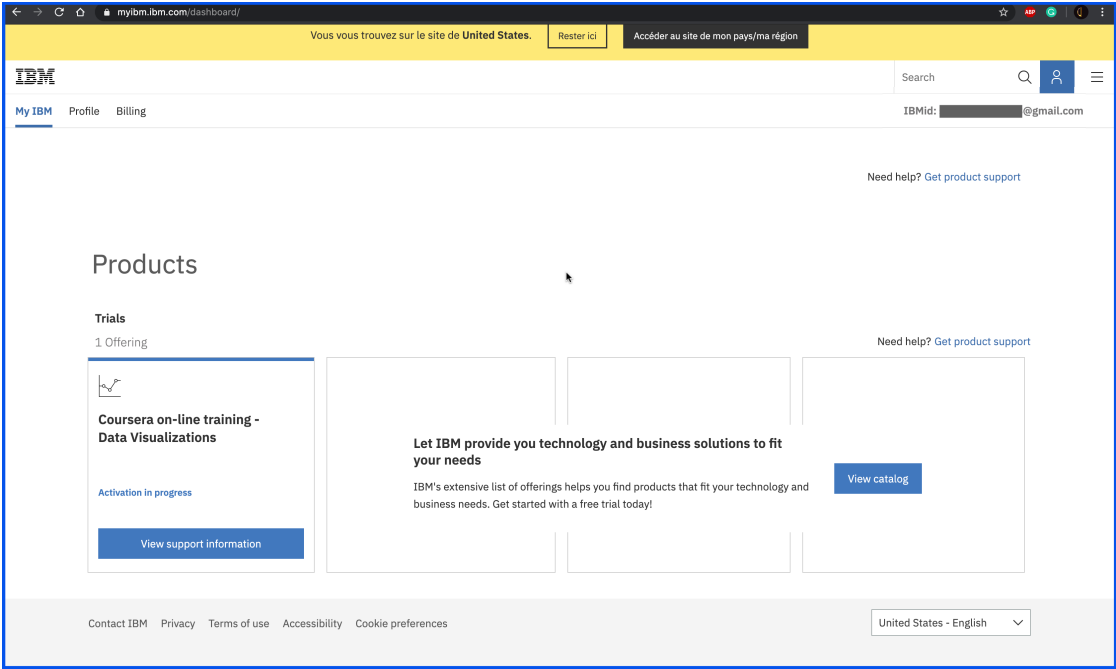 myibm.ibm.com/dashboard/
ABP
Vous vous trouvez sur le site de United States.
Rester ici
Accéder au site de mon pays/ma région
IBM
Search
My IBM
Profile
Billing
IBMid: @gmail.com
Need help? Get product support
Products
Trials
1 Offering
Need help? Get product support
Coursera on-line training -
Data Visualizations
Activation in progress
View support information
Let IBM provide you technology and business solutions to fit
your needs
IBM's extensive list of offerings helps you find products that fit your technology and
business needs. Get started with a free trial today!
View catalog
Contact IBM
Privacy
Terms of use
Accessibility
Cookie preferences
United States - English